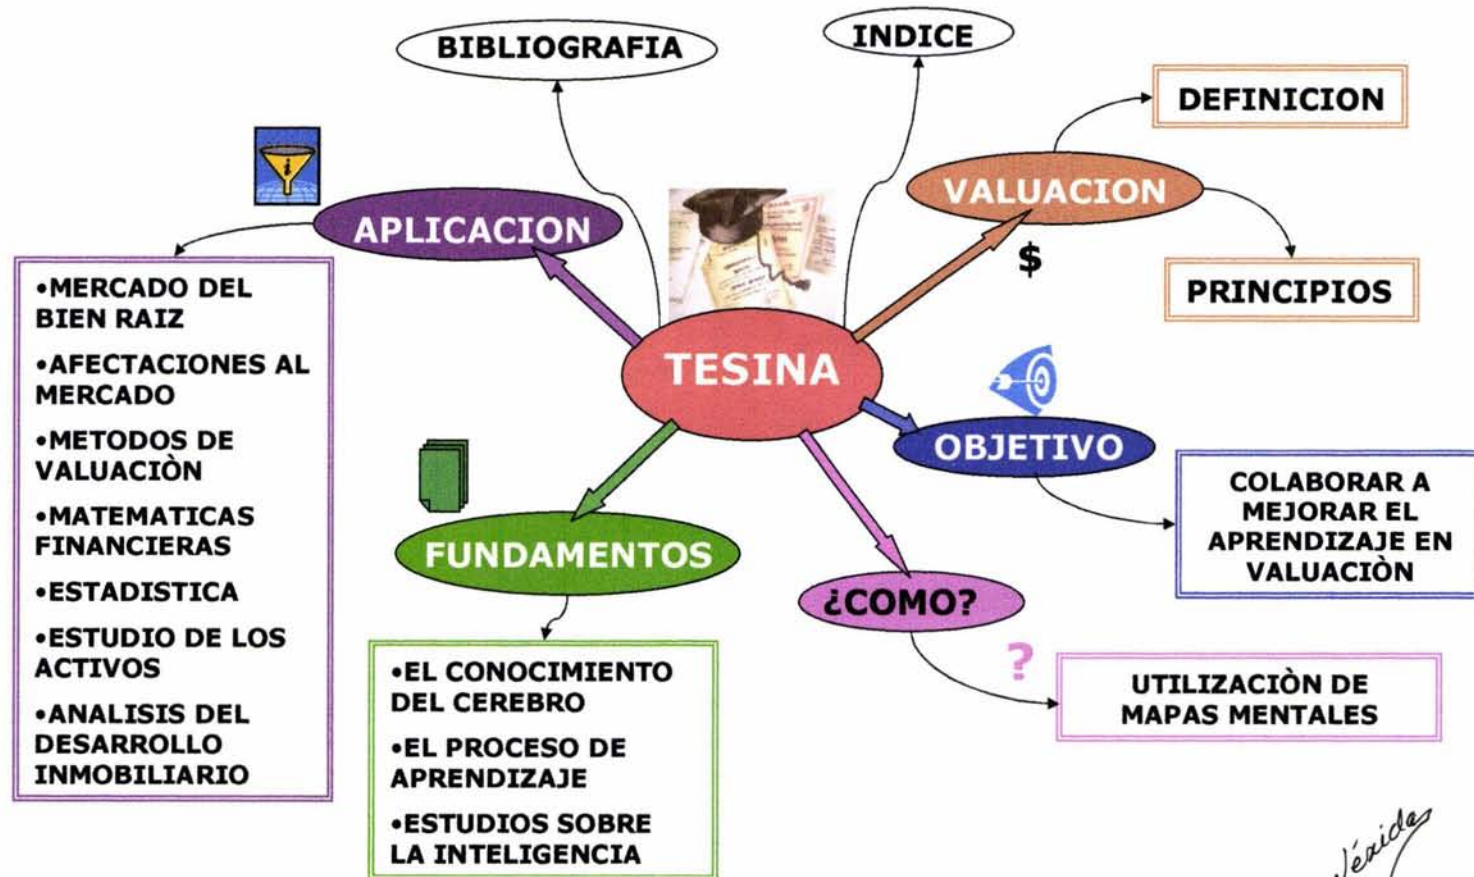 BIBLIOGRAFIA
INDICE
DEFINICION
VALUACION
$
PRINCIPIOS
APLICACION
•MERCADO DEL
BIEN RAIZ
•AFECTACIONES AL
MERCADO
•METODOS DE
VALUACIÒN
•MATEMATICAS
FINANCIERAS
•ESTADISTICA
•ESTUDIO DE LOS
ACTIVOS
•ANALISIS DEL
DESARROLLO
INMOBILIARIO
TESINA
OBJETIVO
COLABORAR A
MEJORAR EL
APRENDIZAJE EN
VALUACIÒN
FUNDAMENTOS
•EL CONOCIMIENTO
DEL CEREBRO
•EL PROCESO DE
APRENDIZAJE
•ESTUDIOS SOBRE
LA INTELIGENCIA
¿COMO?
?
UTILIZACIÒN DE
MAPAS MENTALES